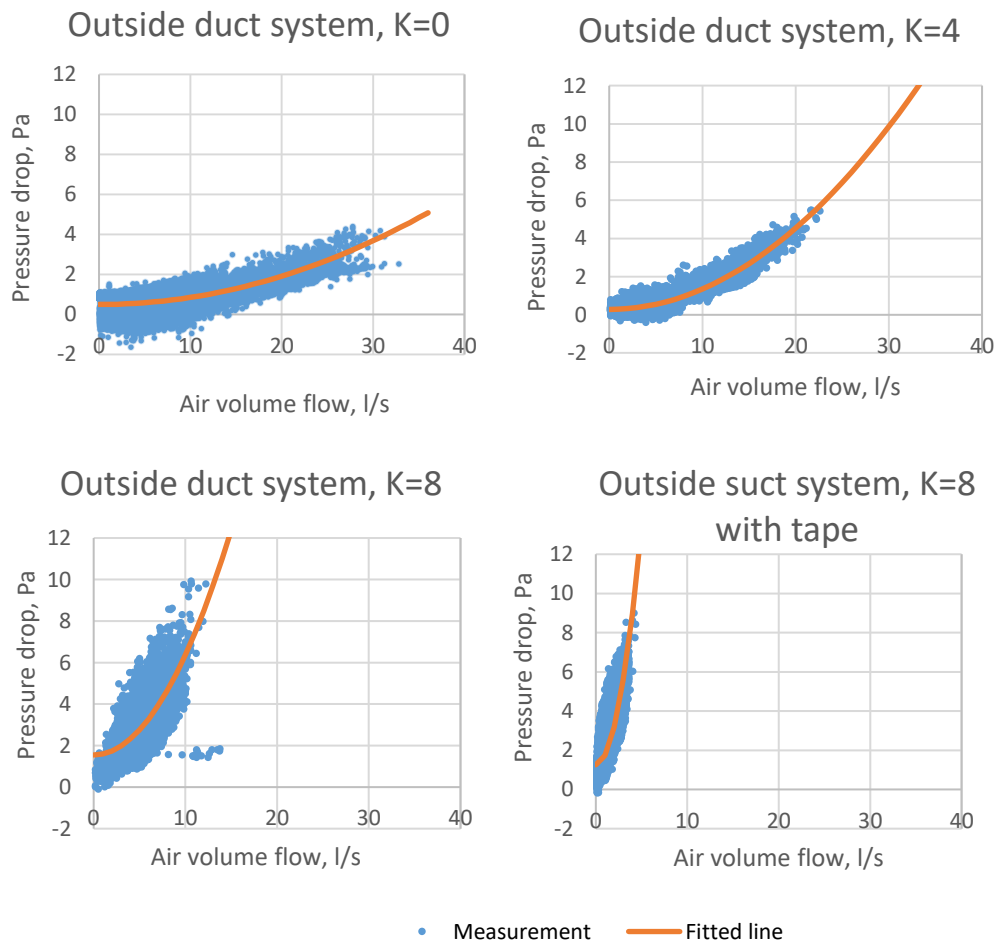 Outside duct system, K=0
12
10
8
6
4
2
0
-2
Pressure drop, Pa
0 10 20 30 40
Air volume flow, l/s
Outside duct system, K=4
12
10
8
6
4
2
0
-2
Pressure drop, Pa
0 10 20 30 40
Air volume flow, l/s
Outside duct system, K=8
12
10
8
6
4
2
0
-2
Pressure drop, Pa
0 10 20 30 40
Air volume flow, l/s
Outside suct system, K=8
with tape
12
10
8
6
4
2
0
-2
Pressure drop, Pa
0 10 20 30 40
Air volume flow, l/s
Measurement Fitted line